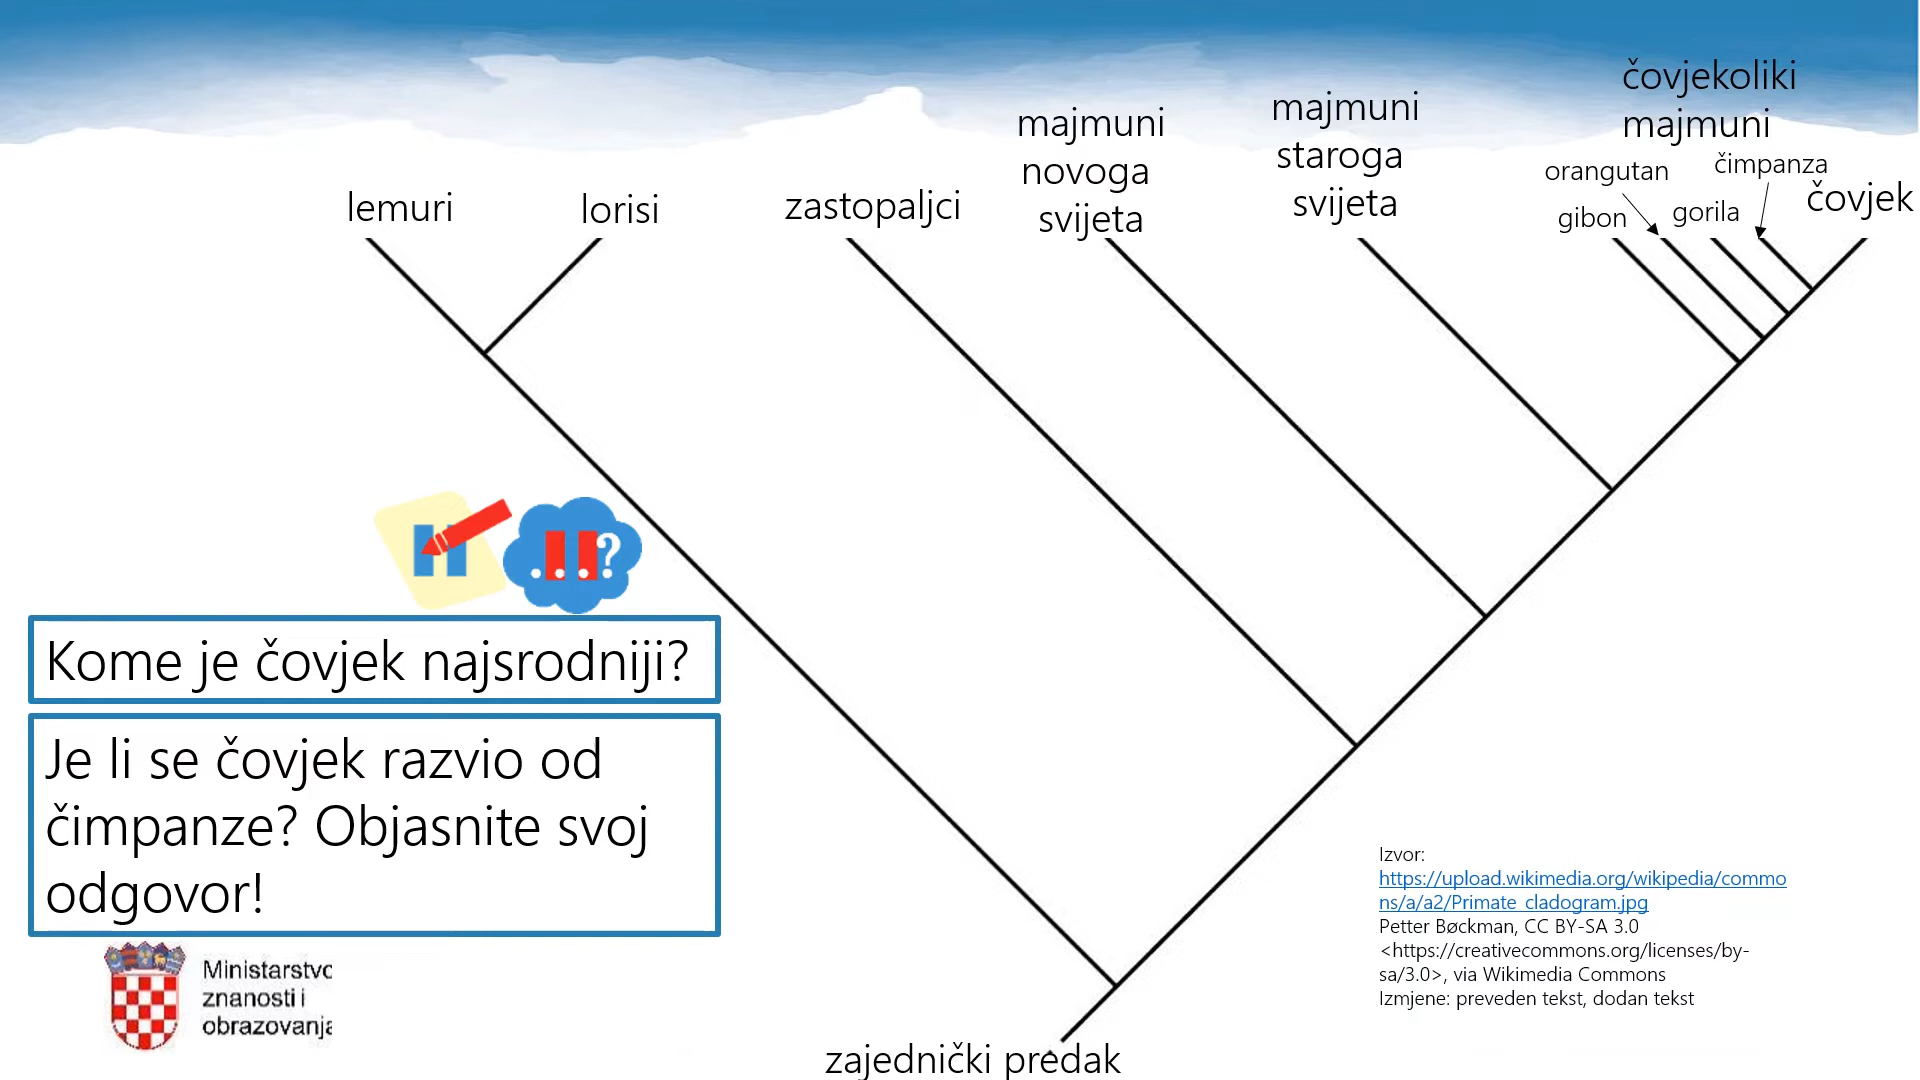 čovjekoliki
majmuni
majmuni
novoga
svijeta
majmuni
staroga
svijeta
orangutan
čimpanza
lemuri
lorisi
zastopaljci
gibon
gorila
čovjek
H
...?
Kome je čovjek najsrodniji?
Je li se čovjek razvio od
čimpanze? Objasnite svoj
odgovor!
Izvor:
https://upload.wikimedia.org/wikipedia/commo
ns/a/a2/Primate_cladogram.jpg
Petter Bøckman, CC BY-SA 3.0
<https://creativecommons.org/licenses/by-
sa/3.0>, via Wikimedia Commons
Izmjene: preveden tekst, dodan tekst
Ministarstvo
znanosti i
obrazovanja
zajednički predak